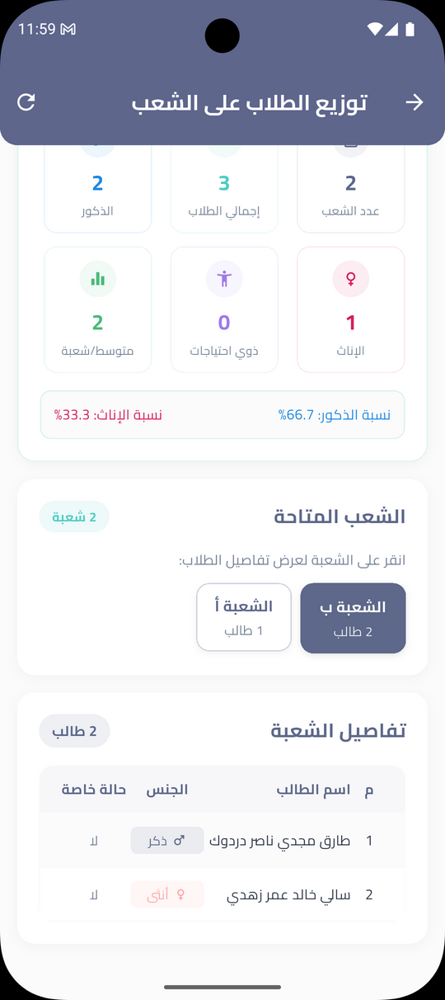 11:59
توزيع الطلاب على الشعب
2 3 2
عدد الشعب إجمالي الطلاب الذكور
1 0 2
الإناث ذوي احتياجات متوسط/شعبة
نسبة الذكور: 66.7% نسبة الإناث: 33.3%
الشعب المتاحة 2 شعبة
انقر على الشعبة لعرض تفاصيل الطلاب:
الشعبة ب الشعبة أ
2 طالب 1 طالب
تفاصيل الشعبة 2 طالب
م اسم الطالب الجنس حالة خاصة
1 طارق مجدي ناصر دردوك ذكر لا
2 سالي خالد عمر زهدي أنثى لا